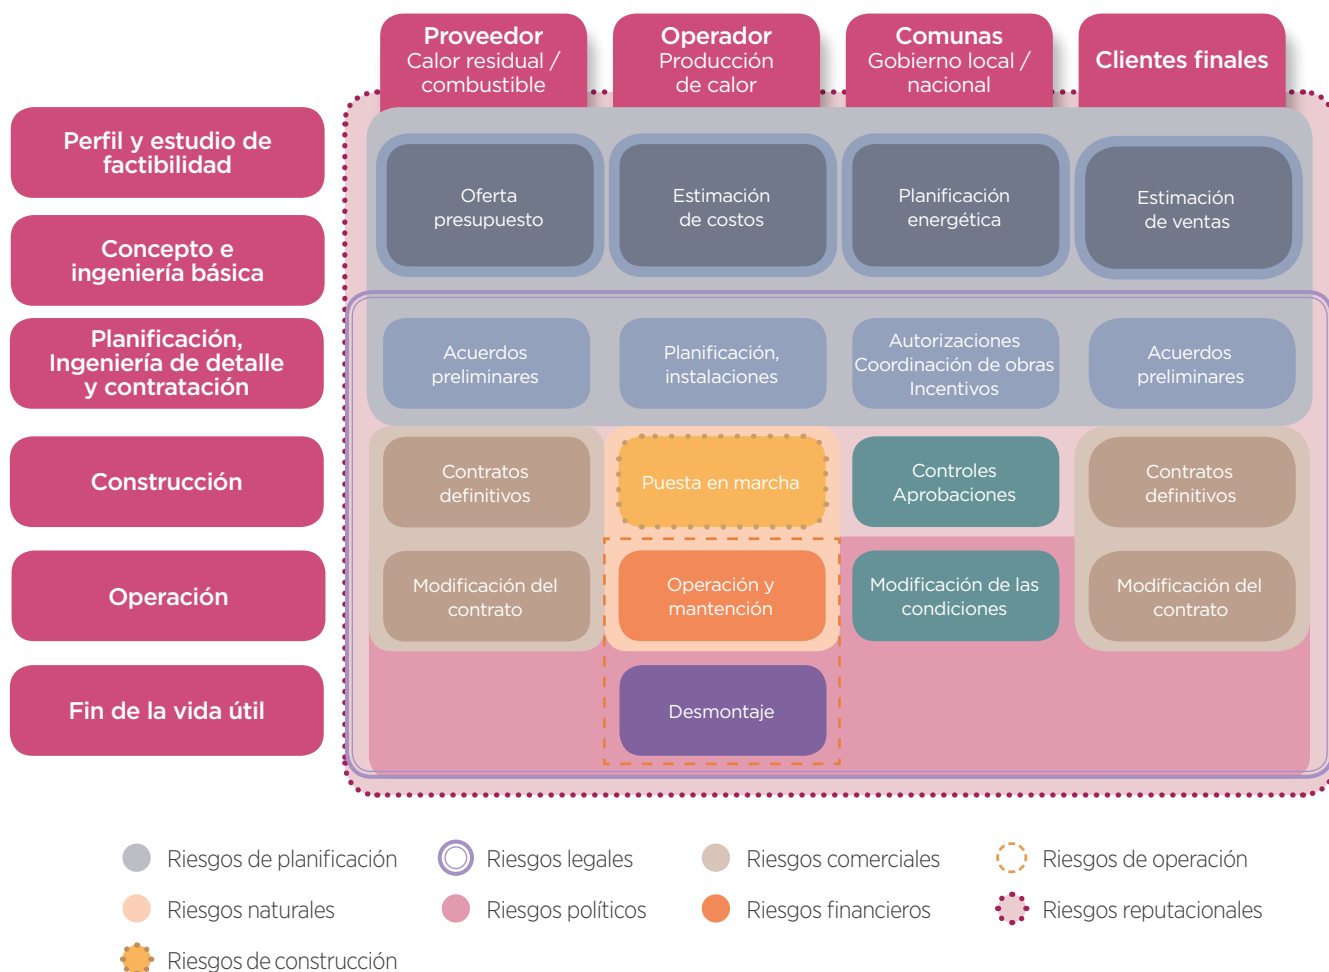 Proveedor
Calor residual /
combustible
Operador
Producción
de calor
Comunas
Gobierno local /
nacional
Clientes finales
Perfil y estudio de
factibilidad
Oferta
presupuesto
Estimación
de costos
Planificación
energética
Estimación
de ventas
Concepto e
ingeniería básica
Planificación,
Ingeniería de detalle
y contratación
Acuerdos
preliminares
Planificación,
instalaciones
Autorizaciones
Coordinación de obras
Incentivos
Acuerdos
preliminares
Construcción
Contratos
definitivos
Puesta en marcha
Controles
Aprobaciones
Contratos
definitivos
Operación
Modificación del
contrato
Operación y
mantención
Modificación de las
condiciones
Modificación del
contrato
Fin de la vida útil
Desmontaje
Riesgos de planificación
Riesgos legales
Riesgos comerciales
Riesgos de operación
Riesgos naturales
Riesgos políticos
Riesgos financieros
Riesgos reputacionales
Riesgos de construcción